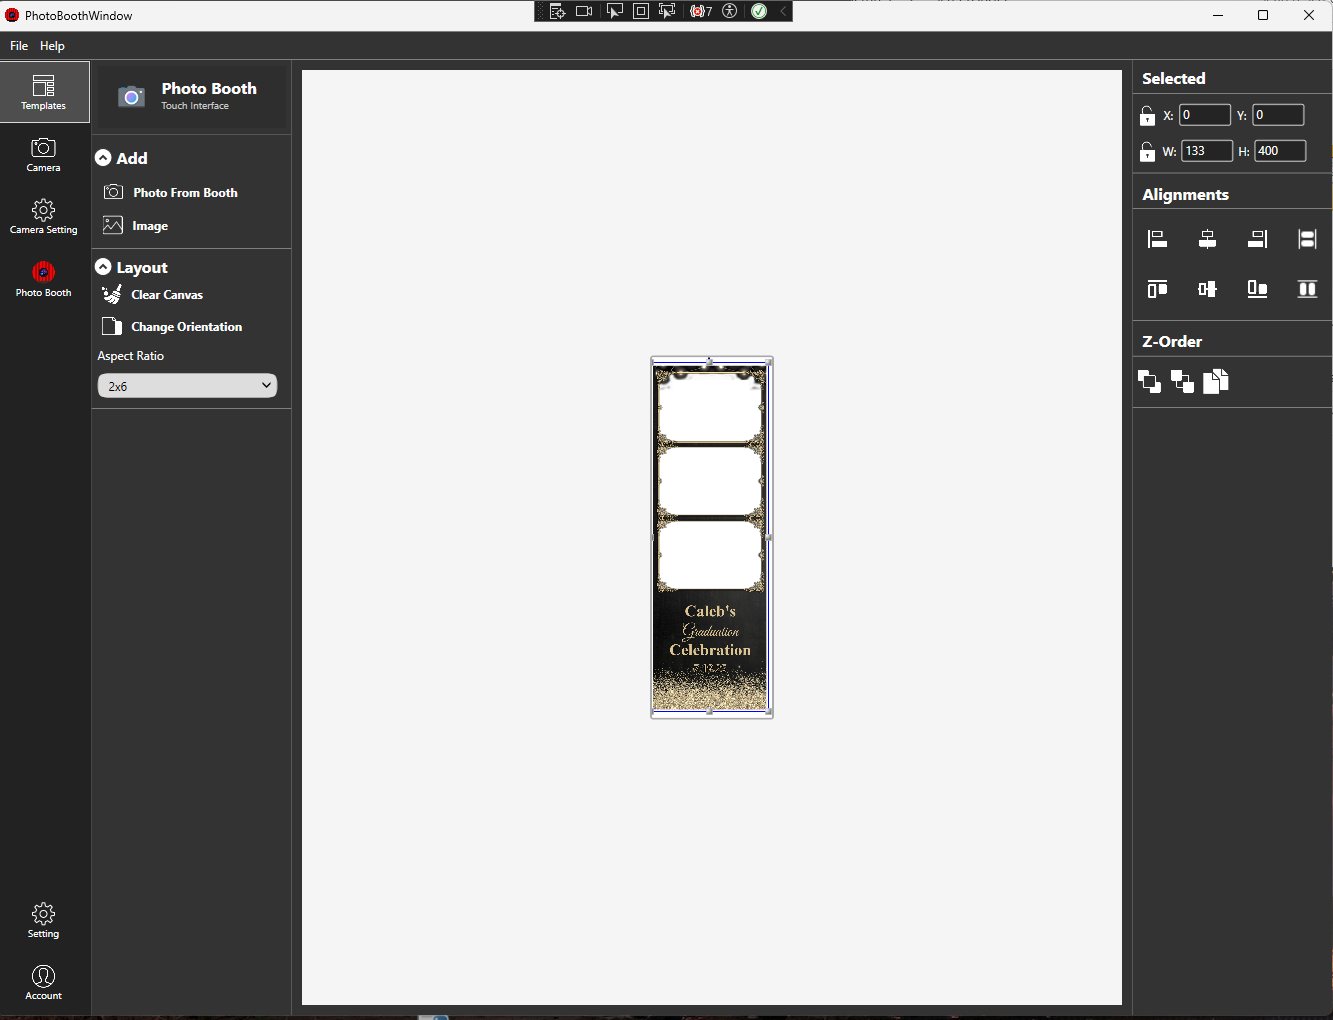 PhotoBoothWindow
7
File Help
Templates
Camera
Camera Setting
Photo Booth
Setting
Account
Photo Booth
Touch Interface
Add
Photo From Booth
Image
Layout
Clear Canvas
Change Orientation
Aspect Ratio
2x6
Caleb's
Graduation
Celebration
Selected
X: 0 Y: 0
W: 133 H: 400
Alignments
Z-Order